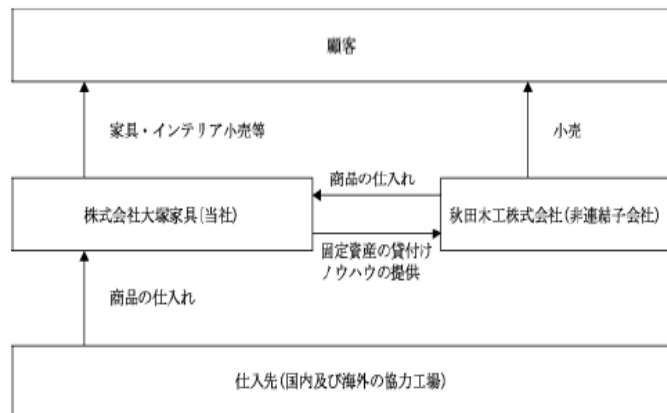 顧客
家具・インテリア小売等
小売
商品の仕入れ
株式会社大塚家具(当社)
秋田木工株式会社(非連結子会社)
固定資産の貸付け
ノウハウの提供
商品の仕入れ
仕入先(国内及び海外の協力工場)